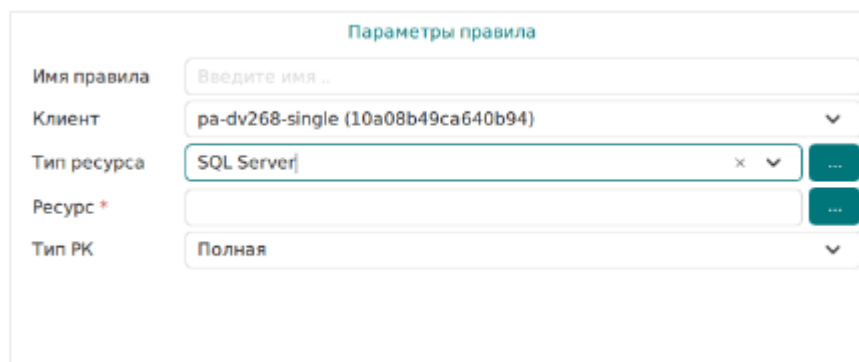 Параметры правила
Имя правила Введите имя ..
Клиент pa-dv268-single (10a08b49ca640b94)
Тип ресурса SQL Server × ...
Ресурс * ...
Тип РК Полная